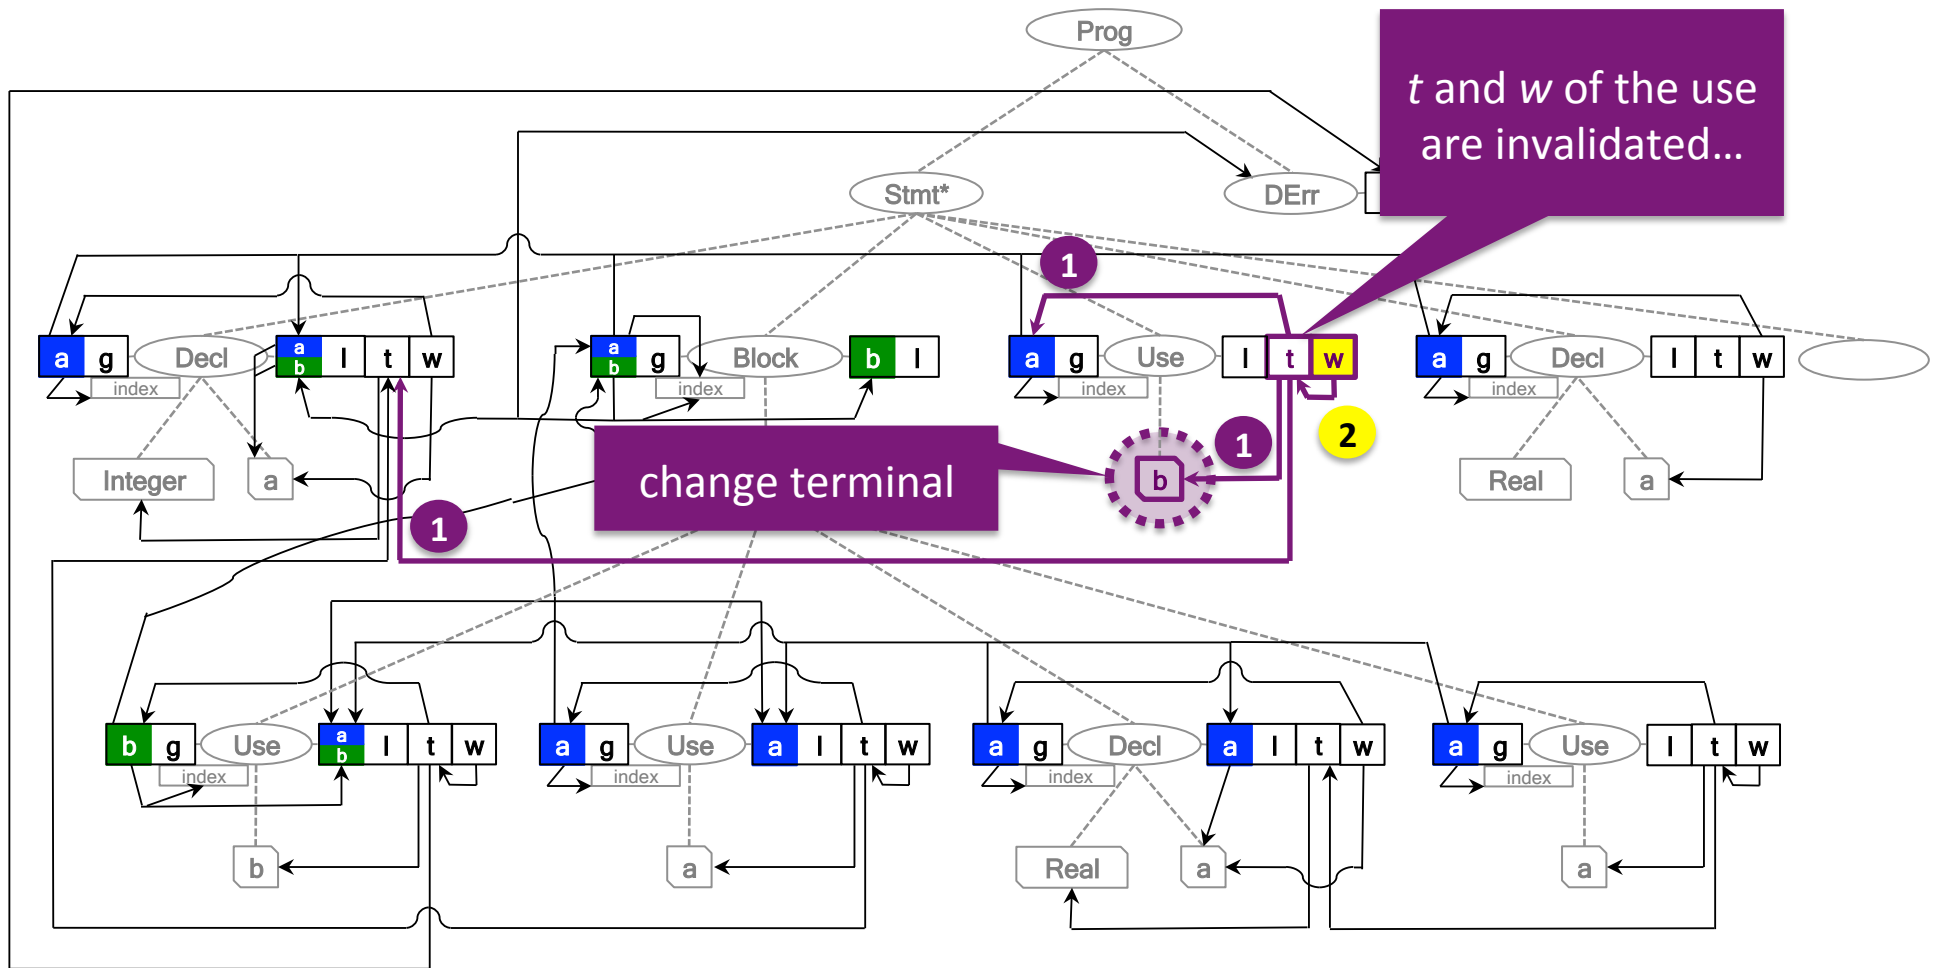 Prog
t and w of the use
are invalidated...
Stmt*
DErr
1
a g Decl a b l t w
a b g Block b l
a g Use l t w
a g Decl l t w
index
index
index
index
2
1
Integer a
change terminal
b
Real a
1
b g Use a b l t w
a g Use a l t w
a g Decl a l t w
a g Use l t w
index
index
index
index
b
a
Real a
a